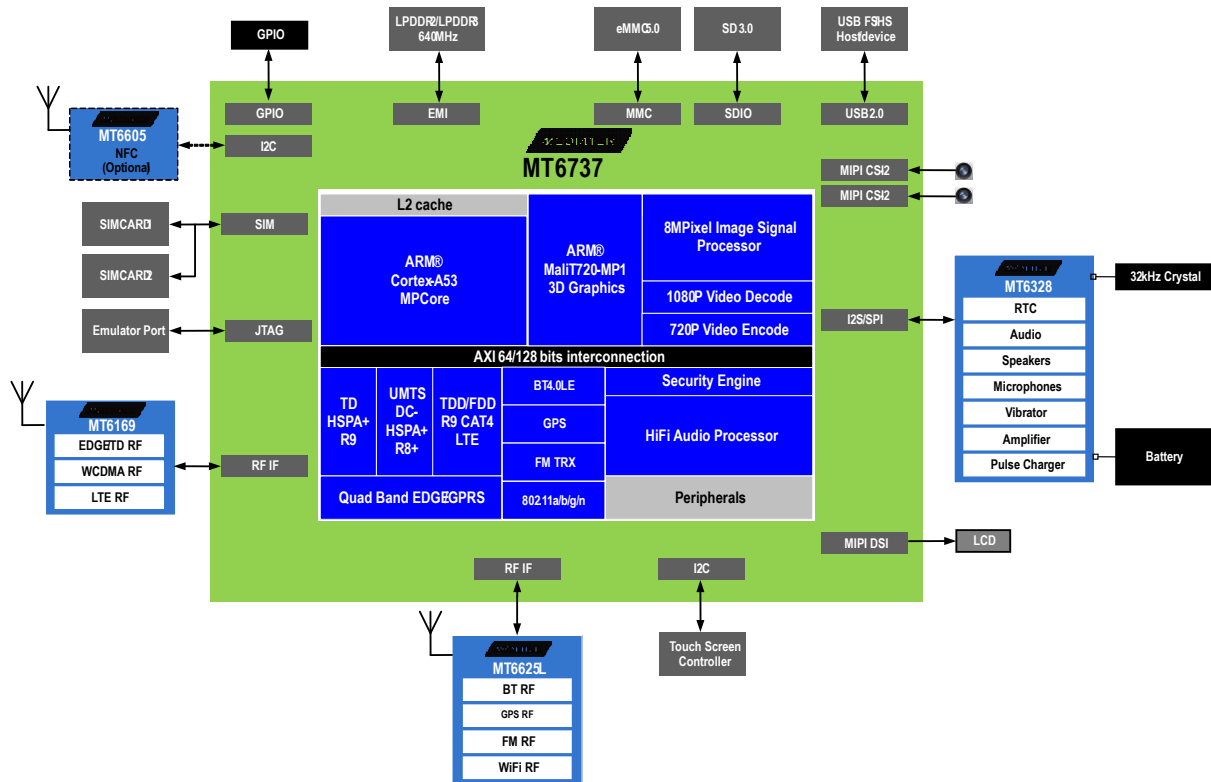 GPIO
LPDDR2/LPDDR3
640MHz
eMMC5.0
SD3.0
USB FS/HS
Host/device
GPIO
EMI
MMC
SDIO
USB2.0
MT6605
NFC
(Optional)
I2C
MT6737
MIPI CSI2
MIPI CSI2
SIMCARD1
SIMCARD2
SIM
L2 cache
ARM®
Cortex-A53
MPCore
ARM®
MaliT720-MP1
3D Graphics
8MPixel Image Signal
Processor
1080P Video Decode
720P Video Encode
Emulator Port
JTAG
I2S/SPI
MT6328
RTC
Audio
Speakers
Microphones
Vibrator
Amplifier
Pulse Charger
32kHz Crystal
Battery
AXI 64/128 bits interconnection
TD
HSPA+
R9
UMTS
DC-
HSPA+
R8+
TDD/FDD
R9 CAT4
LTE
BT4.0LE
GPS
FM TRX
802.11a/b/g/n
Security Engine
HiFi Audio Processor
Quad Band EDGE/GPRS
Peripherals
MT6169
EDGE/TD RF
WCDMA RF
LTE RF
RF IF
MIPI DSI
LCD
RF IF
I2C
MT6625L
BT RF
GPS RF
FM RF
WiFi RF
Touch Screen
Controller